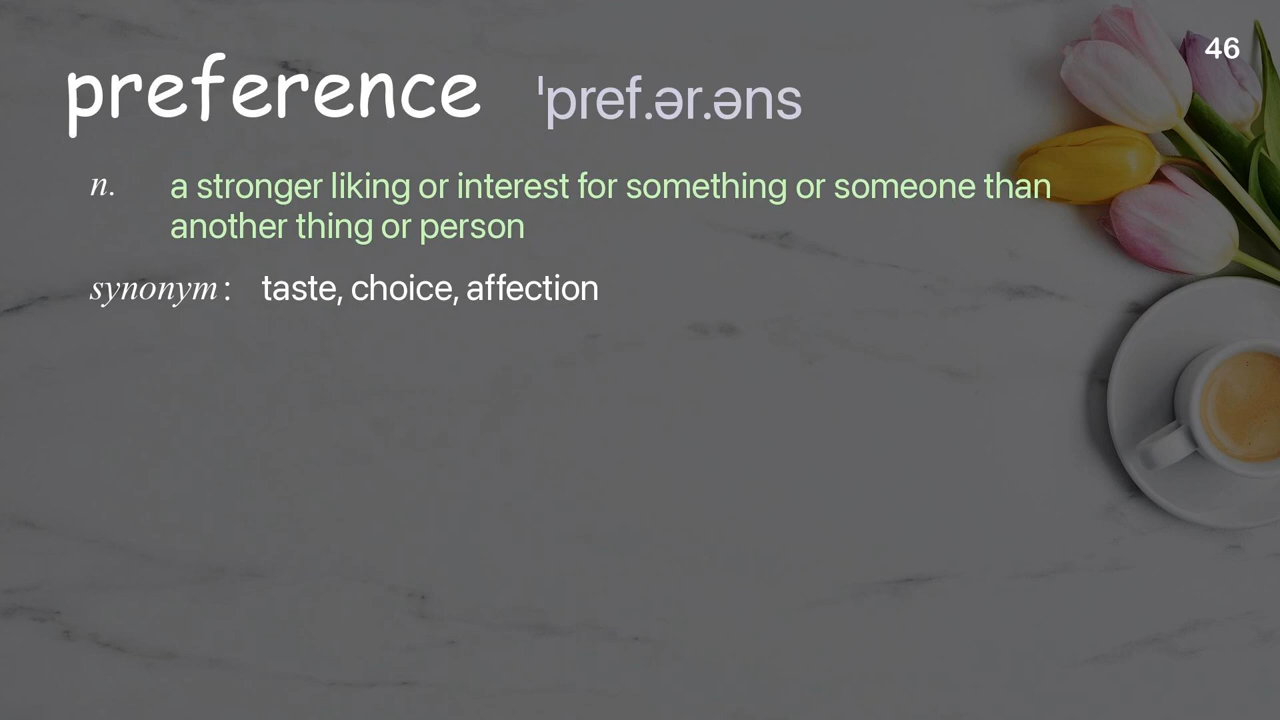 46
preference ˈpref.ər.əns
n. a stronger liking or interest for something or someone than
another thing or person
synonym: taste, choice, affection